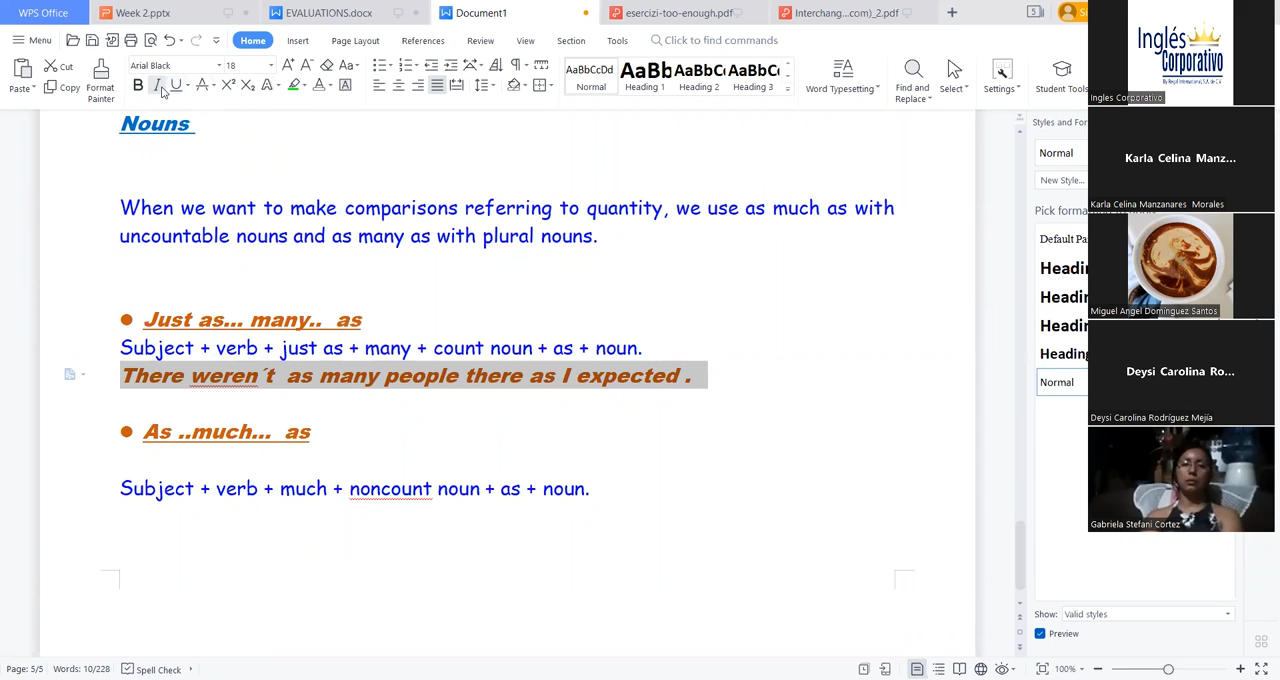 WPS Office
Week 2.pptx
EVALUATIONS.docx
Document1
esercizi-too-enough.pdf
Interchang...com)_2.pdf
Menu
Home
Insert
Page Layout
References
Review
View
Section
Tools
Click to find commands
Paste
Cut
Copy
Format Painter
Arial Black
18
AaBbCcDd
Normal
Heading 1
Heading 2
Heading 3
Word Typesetting
Find and Replace
Select
Settings
Student Tools
Nouns
When we want to make comparisons referring to quantity, we use as much as with
uncountable nouns and as many as with plural nouns.
Just as... many.. as
Subject + verb + just as + many + count noun + as + noun.
There weren´t as many people there as I expected .
As ..much... as
Subject + verb + much + noncount noun + as + noun.
Styles and For
Normal
New Style...
Default Pa
Headin
Headin
Headin
Headi
Normal
Show: Valid styles
Preview
Inglés
Corporativo
Ingles Corporativo
Karla Celina Manz...
Karla Celina Manzanares Morales
Miguel Angel Dominguez Santos
Deysi Carolina Ro...
Deysi Carolina Rodríguez Mejía
Gabriela Stefani Cortez
Page: 5/5
Words: 10/228
Spell Check
100%